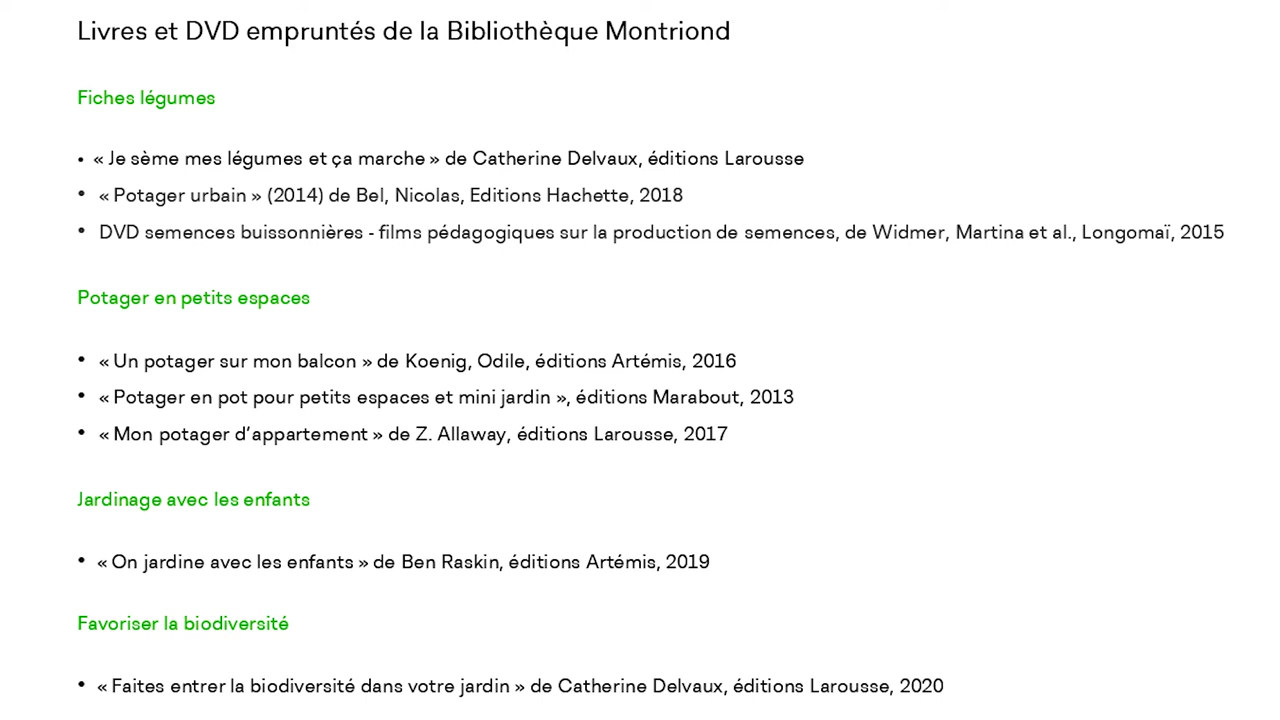 Livres et DVD empruntés de la Bibliothèque Montriond
Fiches légumes
• « Je sème mes légumes et ça marche » de Catherine Delvaux, éditions Larousse
• « Potager urbain » (2014) de Bel, Nicolas, Editions Hachette, 2018
• DVD semences buissonnières - films pédagogiques sur la production de semences, de Widmer, Martina et al., Longomaï, 2015
Potager en petits espaces
• « Un potager sur mon balcon » de Koenig, Odile, éditions Artémis, 2016
• « Potager en pot pour petits espaces et mini jardin », éditions Marabout, 2013
• « Mon potager d’appartement » de Z. Allaway, éditions Larousse, 2017
Jardinage avec les enfants
• « On jardine avec les enfants » de Ben Raskin, éditions Artémis, 2019
Favoriser la biodiversité
• « Faites entrer la biodiversité dans votre jardin » de Catherine Delvaux, éditions Larousse, 2020